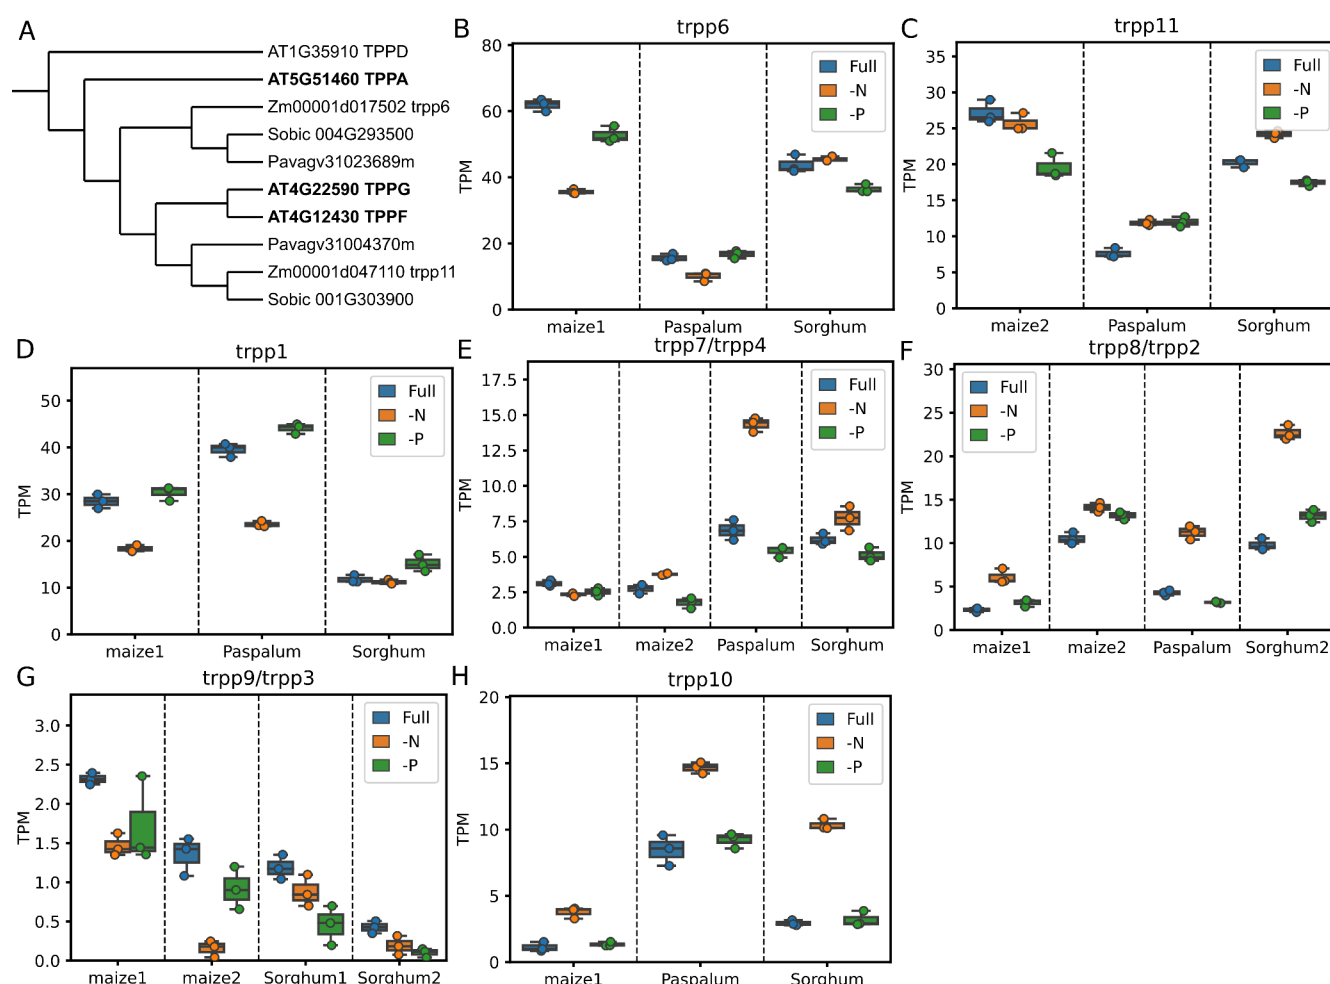 A
AT1G35910 TPPD
AT5G51460 TPPA
Zm00001d017502 trpp6
Sobic 004G293500
Pavagv31023689m
AT4G22590 TPPG
AT4G12430 TPPF
Pavagv31004370m
Zm00001d047110 trpp11
Sobic 001G303900
B
trpp6
80
60
40
20
0
TPM
Full
-N
-P
maize1
Paspalum
Sorghum
C
trpp11
35
30
25
20
15
10
5
0
TPM
Full
-N
-P
maize2
Paspalum
Sorghum
D
trpp1
50
40
30
20
10
0
TPM
Full
-N
-P
maize1
Paspalum
Sorghum
E
trpp7/trpp4
17.5
15.0
12.5
10.0
7.5
5.0
2.5
0.0
TPM
Full
-N
-P
maize1
maize2
Paspalum
Sorghum
F
trpp8/trpp2
30
25
20
15
10
5
0
TPM
Full
-N
-P
maize1
maize2
Paspalum
Sorghum2
G
trpp9/trpp3
3.0
2.5
2.0
1.5
1.0
0.5
0.0
TPM
Full
-N
-P
maize1
maize2
Sorghum1
Sorghum2
H
trpp10
20
15
10
5
0
TPM
Full
-N
-P
maize1
Paspalum
Sorghum